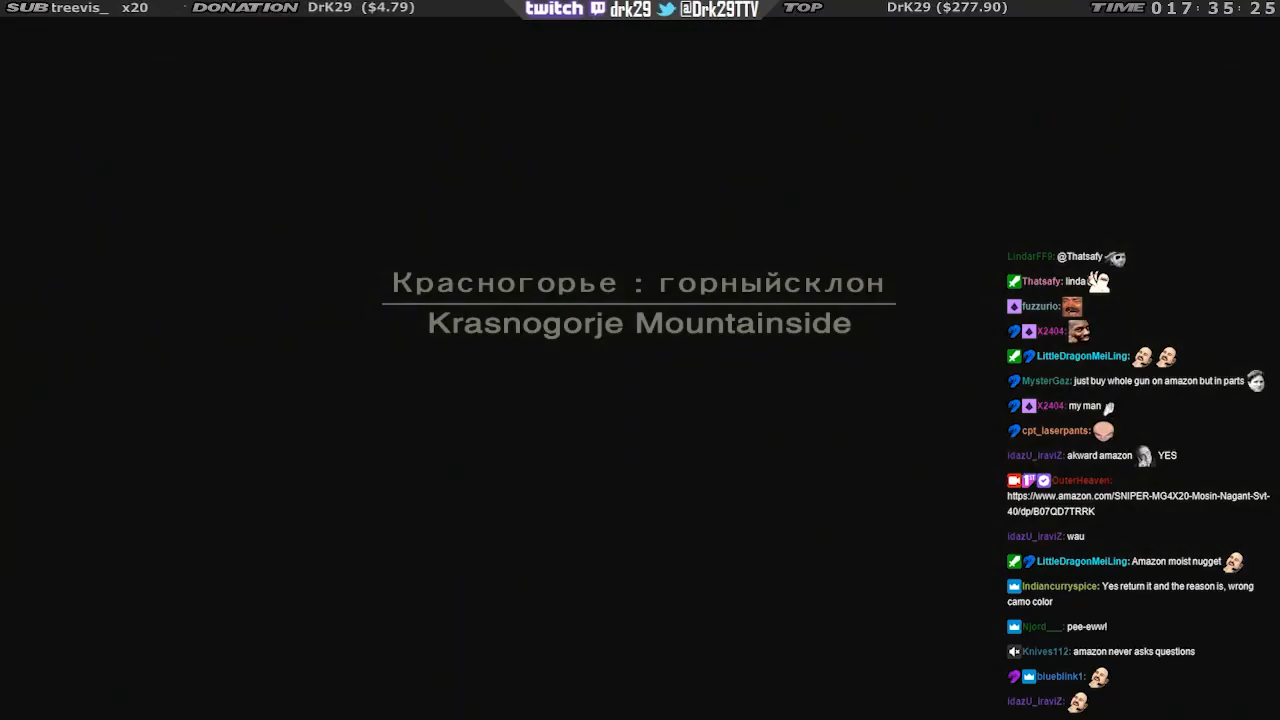 SUB treevis_ x20 DONATION DrK29 ($4.79) twitch drk29 @Drk29TTV TOP DrK29 ($277.90) TIME 017:35:25
Красногорье : горныйсклон
Krasnogorje Mountainside
LindarFF9: @Thatsafy
Thatsafy: linda
fuzzurio:
X2404:
LittleDragonMeiLing:
MysterGaz: just buy whole gun on amazon but in parts
X2404: my man
cpt_laserpants:
idazU_iraviZ: akward amazon YES
OuterHeaven:
https://www.amazon.com/SNIPER-MG4X20-Mosin-Nagant-Svt-
40/dp/B07QD7TRRK
idazU_iraviZ: wau
LittleDragonMeiLing: Amazon moist nugget
Indiancurryspice: Yes return it and the reason is, wrong
camo color
Njord___: pee-eww!
Knives112: amazon never asks questions
blueblink1:
idazU_iraviZ: